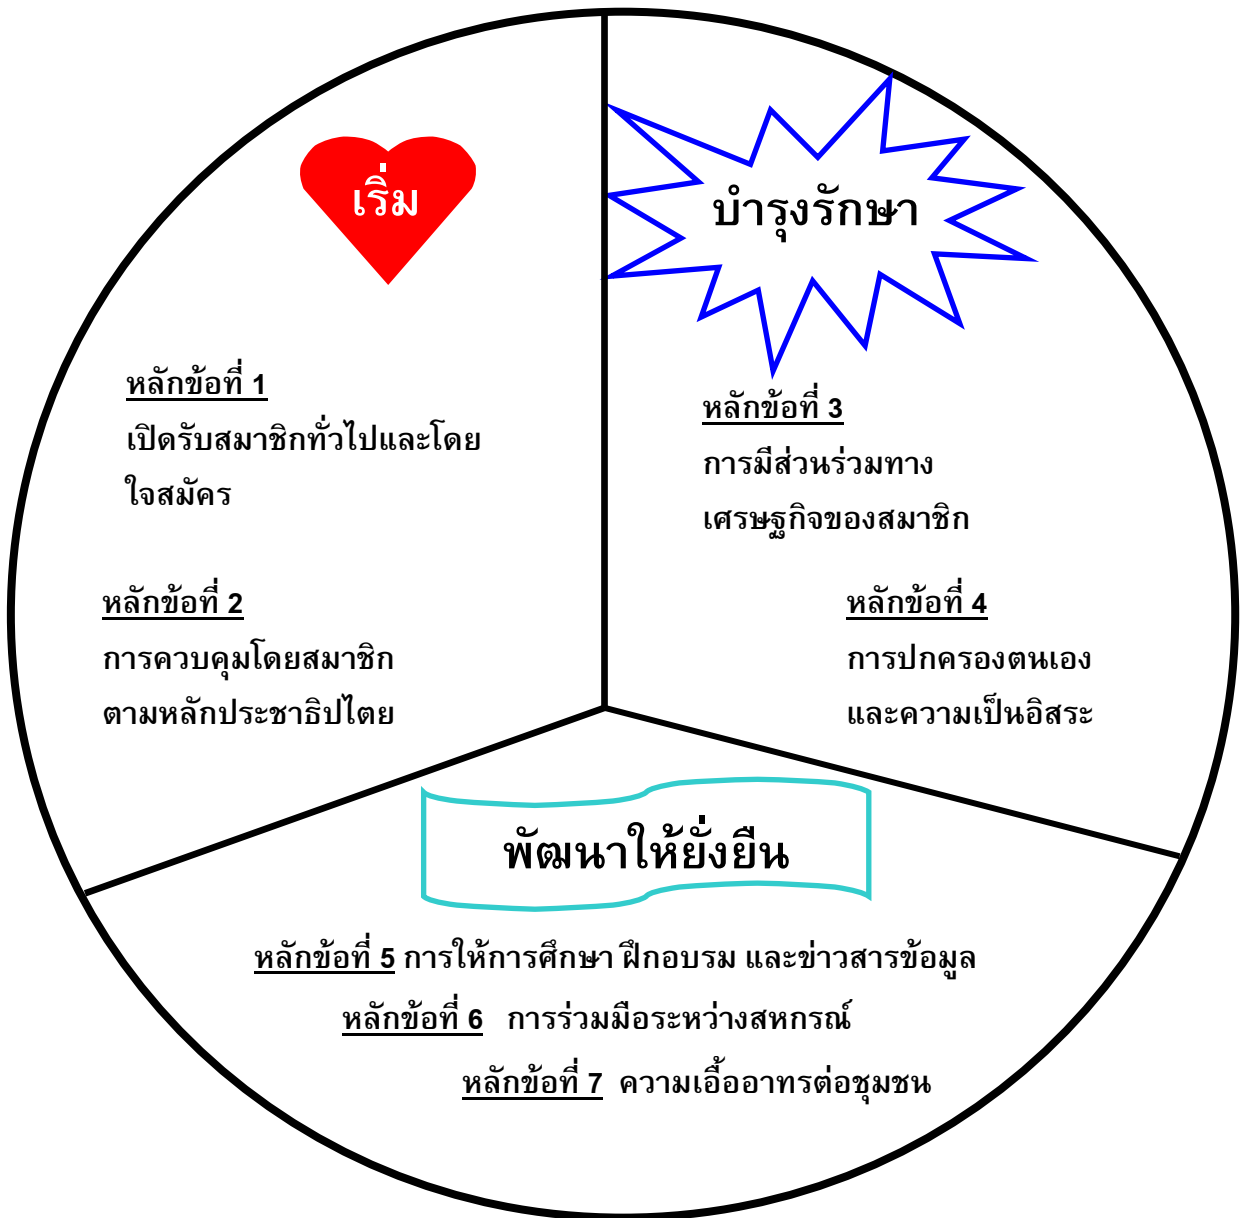 เริ่ม
หลักข้อที่ 1
เปิดรับสมาชิกทั่วไปและโดย
ใจสมัคร
หลักข้อที่ 2
การควบคุมโดยสมาชิก
ตามหลักประชาธิปไตย
บำรุงรักษา
หลักข้อที่ 3
การมีส่วนร่วมทาง
เศรษฐกิจของสมาชิก
หลักข้อที่ 4
การปกครองตนเอง
และความเป็นอิสระ
พัฒนาให้ยั่งยืน
หลักข้อที่ 5 การให้การศึกษา ฝึกอบรม และข่าวสารข้อมูล
หลักข้อที่ 6 การร่วมมือระหว่างสหกรณ์
หลักข้อที่ 7 ความเอื้ออาทรต่อชุมชน